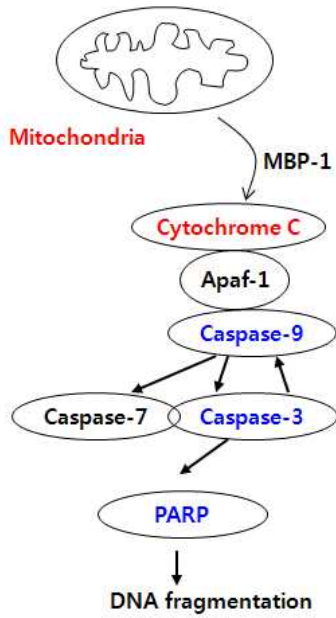 Mitochondria
MBP-1
Cytochrome C
Apaf-1
Caspase-9
Caspase-7
Caspase-3
PARP
DNA fragmentation